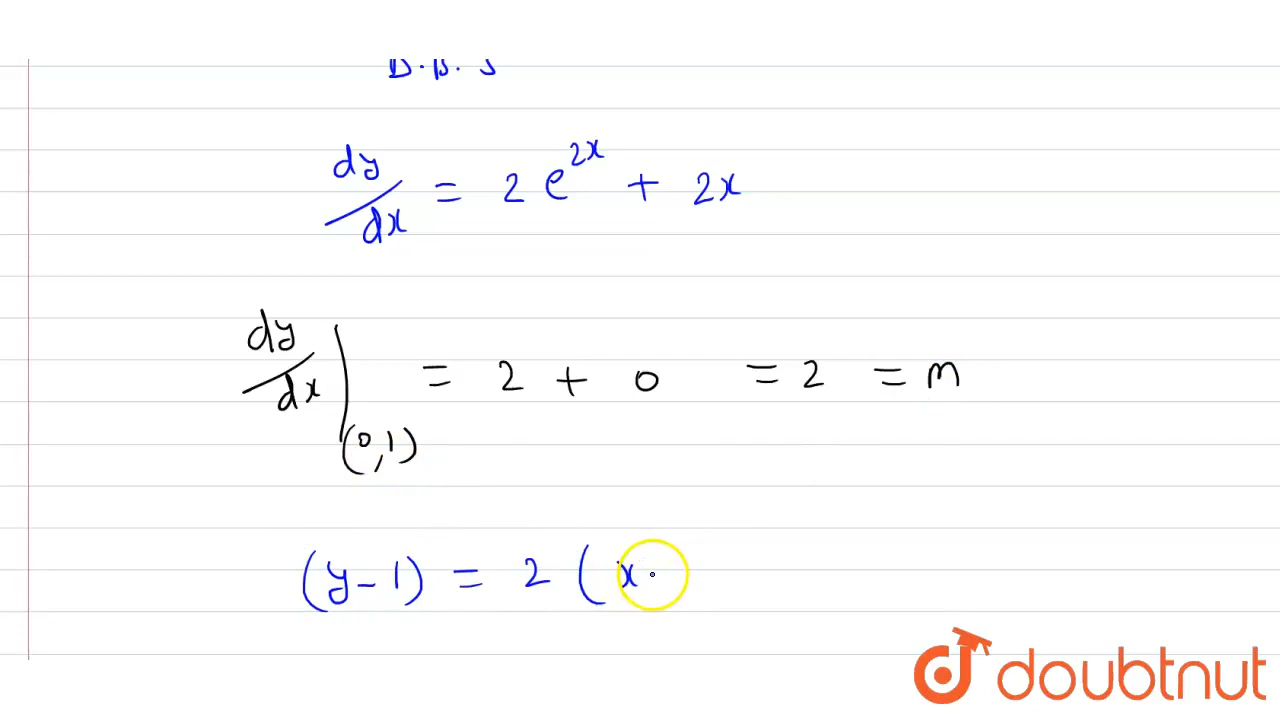 dy/dx = 2e^{2x} + 2x
dy/dx |_(0,1) = 2 + 0 = 2 = m
(y-1) = 2 (x
doubtnut